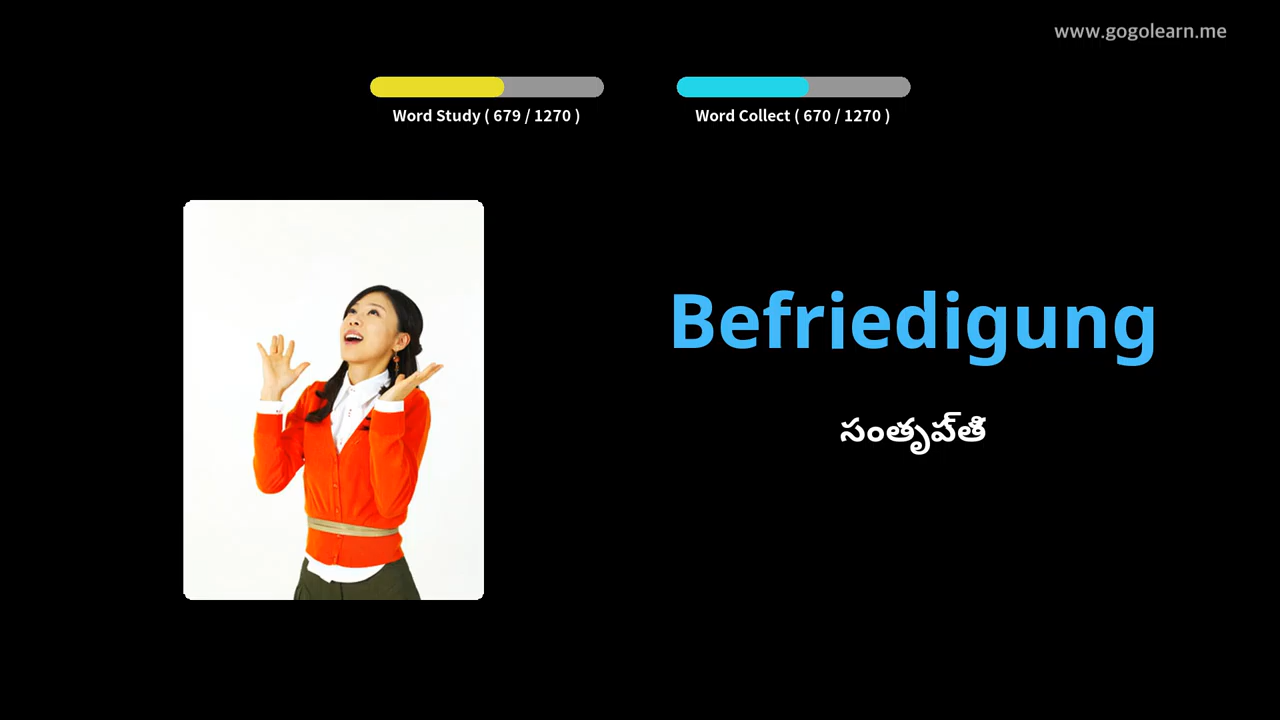 www.gogolearn.me
Word Study ( 679 / 1270 )
Word Collect ( 670 / 1270 )
Befriedigung
సంతృప్తి